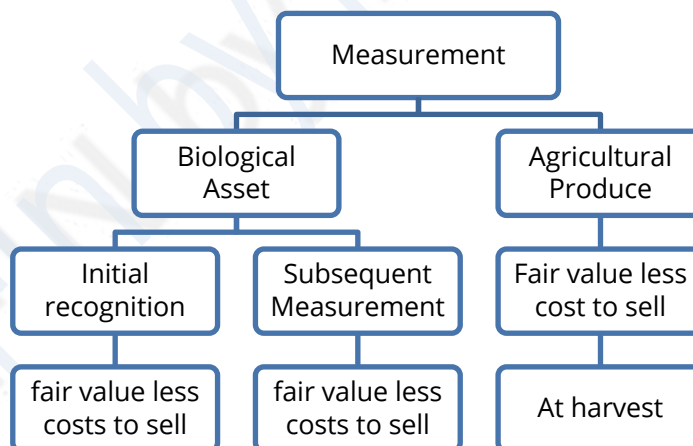 Measurement
Biological
Asset
Agricultural
Produce
Initial
recognition
Subsequent
Measurement
Fair value less
cost to sell
fair value less
costs to sell
fair value less
costs to sell
At harvest